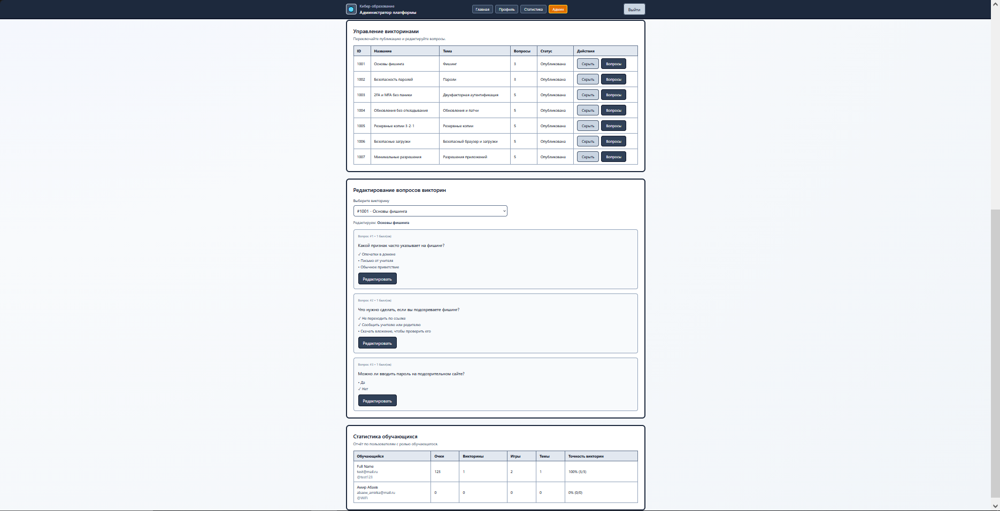 Кибер-образование
Администратор платформы
Главная Профиль Статистика Админ
Выйти
Управление викторинами
Переключайте публикацию и редактируйте вопросы.
ID Название Тема Вопросы Статус Действия
1001 Основы фишинга Фишинг 3 Опубликована Скрыть Вопросы
1002 Безопасность паролей Пароли 3 Опубликована Скрыть Вопросы
1003 2FA и MFA без паники Двухфакторная аутентификация 5 Опубликована Скрыть Вопросы
1004 Обновления без откладывания Обновления и патчи 5 Опубликована Скрыть Вопросы
1005 Резервные копии 3-2-1 Резервные копии 5 Опубликована Скрыть Вопросы
1006 Безопасные загрузки Безопасный браузер и загрузки 5 Опубликована Скрыть Вопросы
1007 Минимальные разрешения Разрешения приложений 5 Опубликована Скрыть Вопросы
Редактирование вопросов викторин
Выберите викторину
#1001 - Основы фишинга
Редактируем: Основы фишинга
Вопрос #1 • 1 балл(ов)
Какой признак часто указывает на фишинг?
✓ Опечатки в домене
• Письмо от учителя
• Обычное приветствие
Редактировать
Вопрос #2 • 1 балл(ов)
Что нужно сделать, если вы подозреваете фишинг?
✓ Не переходить по ссылке
✓ Сообщить учителю или родителю
• Скачать вложение, чтобы проверить его
Редактировать
Вопрос #3 • 1 балл(ов)
Можно ли вводить пароль на подозрительном сайте?
• Да
✓ Нет
Редактировать
Статистика обучающихся
Отчёт по пользователям с ролью обучающегося.
Обучающийся Очки Викторины Игры Темы Точность викторин
Full Name
test@mail.ru
@test123
123 1 2 1 100% (3/3)
Амир Абаев
abaew_amirka@mail.ru
@WiFi
0 0 0 0 0% (0/0)